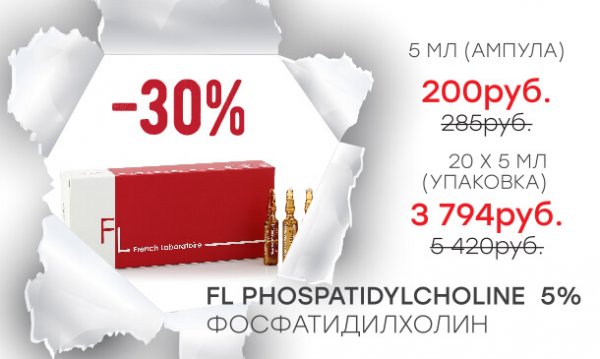 -30%
FL
French Laboratoire
5 МЛ (АМПУЛА)
200руб.
285руб.
20 X 5 МЛ
(УПАКОВКА)
3 794руб.
5 420руб.
FL PHOSPATIDYLCHOLINE 5%
ФОСФАТИДИЛХОЛИН